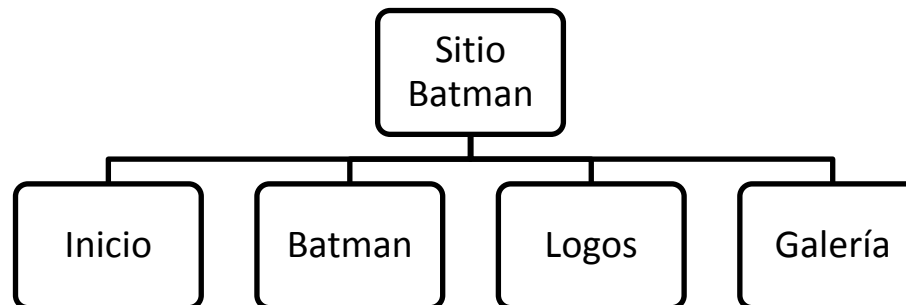 Sitio
Batman
Inicio
Batman
Logos
Galería